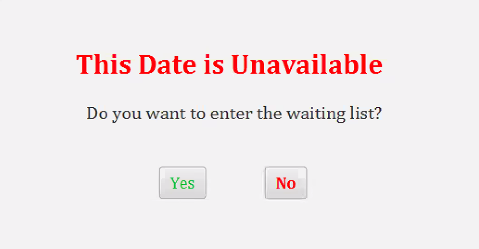 This Date is Unavailable
Do you want to enter the waiting list?
Yes No